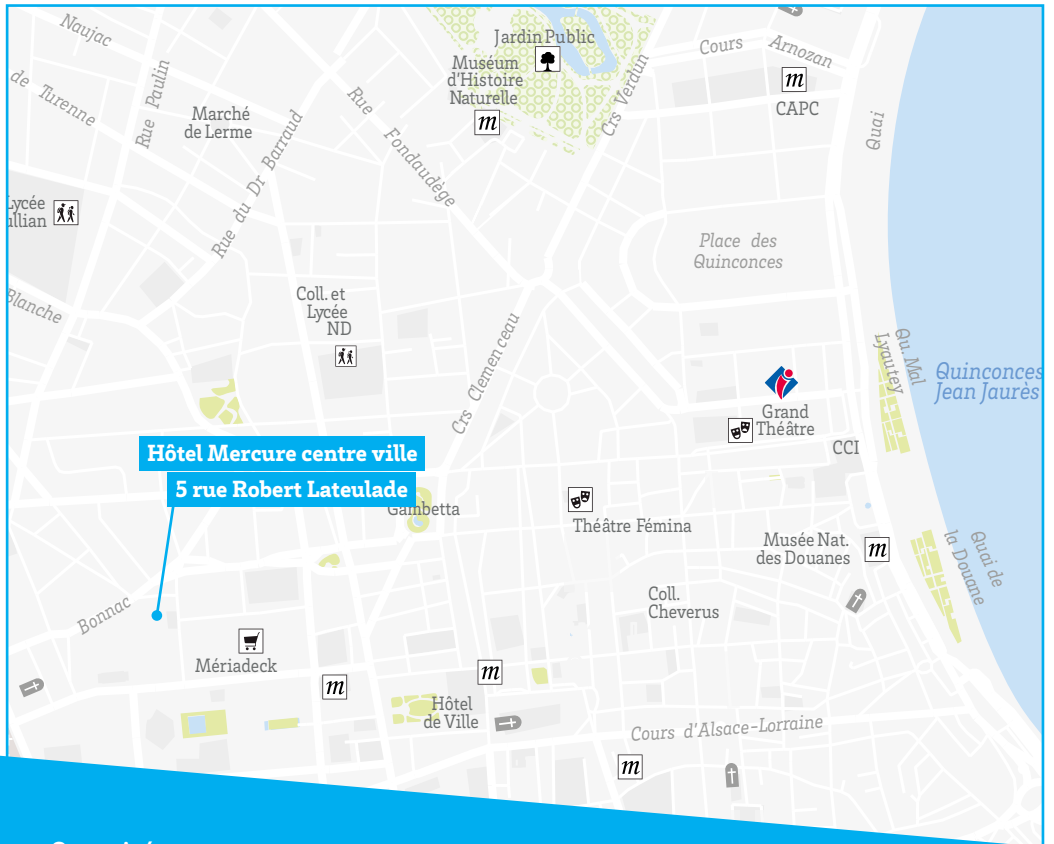 Naujac
Jardin Public
Cours Arnozan
Muséum
d'Histoire
Naturelle
m
m
CAPC
de Turenne
Rue Paulin
Marché
de Lerme
Rue Fondaudège
Crs Verdun
Quai
Rue du Dr Barraud
Lycée
ullian
Place des
Quinconces
Blanche
Coll. et
Lycée
ND
Crs Clemenceau
Qu. Mal
Lyautey
Quinconces
Jean Jaurès
Grand
Théâtre
CCI
Hôtel Mercure centre ville
5 rue Robert Lateulade
Gambetta
Théâtre Fémina
Musée Nat.
des Douanes
m
Quai de
la Douane
Bonnac
Coll.
Cheverus
Mériadeck
m
m
Hôtel
de Ville
Cours d'Alsace-Lorraine
m